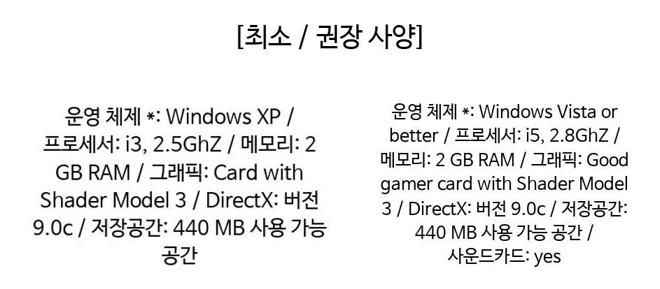 [최소 / 권장 사양]
운영 체제 *: Windows XP /
프로세서: i3, 2.5GhZ / 메모리: 2
GB RAM / 그래픽: Card with
Shader Model 3 / DirectX: 버전
9.0c / 저장공간: 440 MB 사용 가능
공간
운영 체제 *: Windows Vista or
better / 프로세서: i5, 2.8GhZ /
메모리: 2 GB RAM / 그래픽: Good
gamer card with Shader Model
3 / DirectX: 버전 9.0c / 저장공간:
440 MB 사용 가능 공간 /
사운드카드: yes